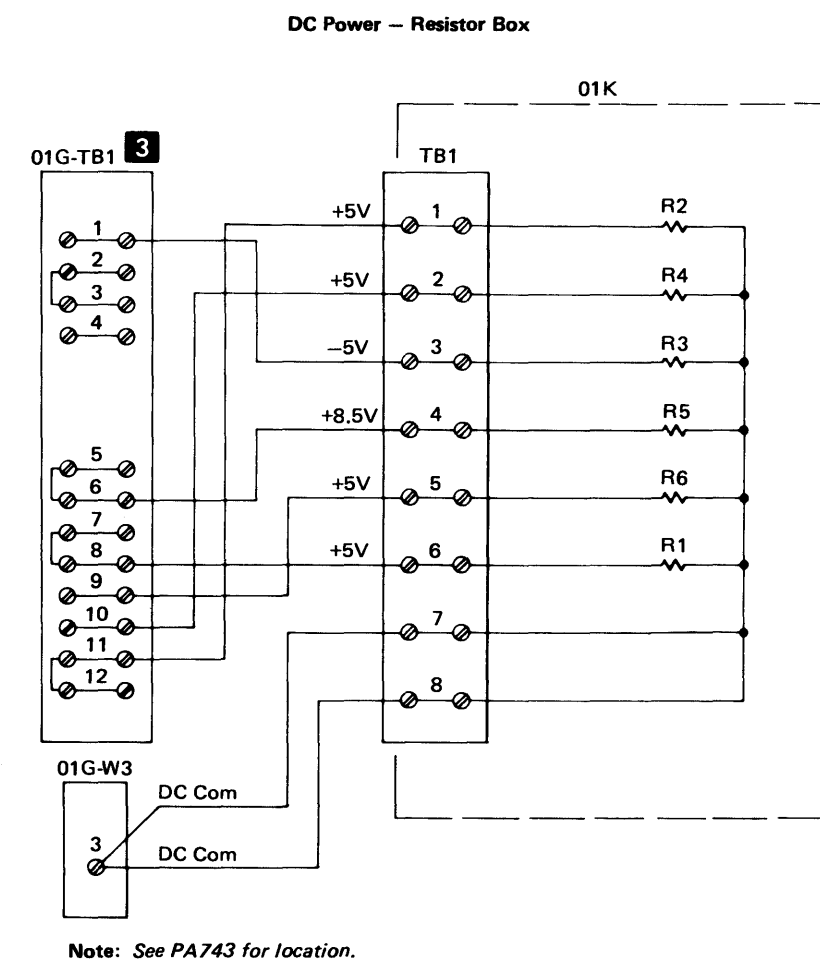 DC Power — Resistor Box
01K
01G-TB1 3
TB1
+5V 1 R2
1
2
3
4
+5V 2 R4
−5V 3 R3
+8.5V 4 R5
5
6
7
8
9
10
11
12
+5V 5 R6
+5V 6 R1
7
8
01G-W3
DC Com
3
DC Com
Note: See PA743 for location.